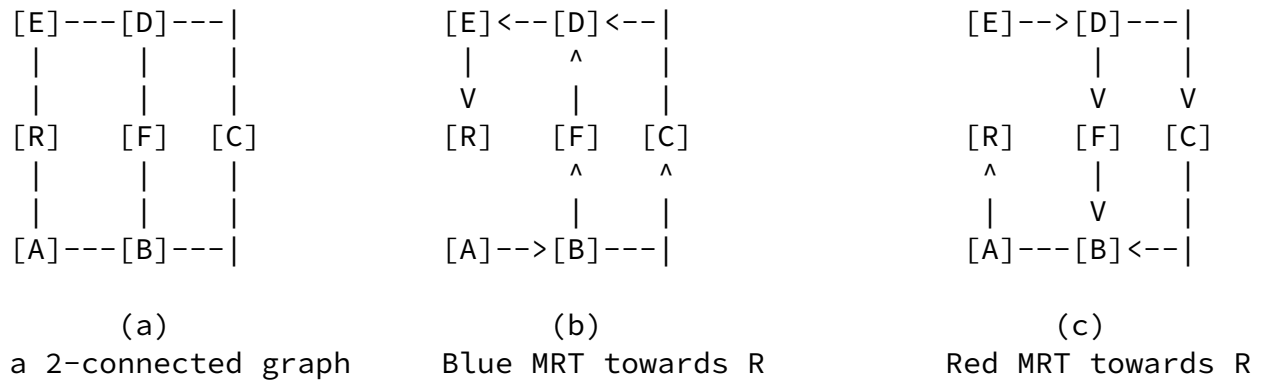 [E]---[D]---|           [E]<--[D]<--|               [E]-->[D]---|
 |     |    |            |     ^    |                      |    |
 |     |    |            V     |    |                      V    V
[R]   [F]  [C]          [R]   [F]  [C]              [R]   [F]  [C]
 |     |    |                  ^    ^                ^     |    |
 |     |    |                  |    |                |     V    |
[A]---[B]---|           [A]-->[B]---|               [A]---[B]<--|
      (a)                     (b)                         (c)
a 2-connected graph     Blue MRT towards R          Red MRT towards R